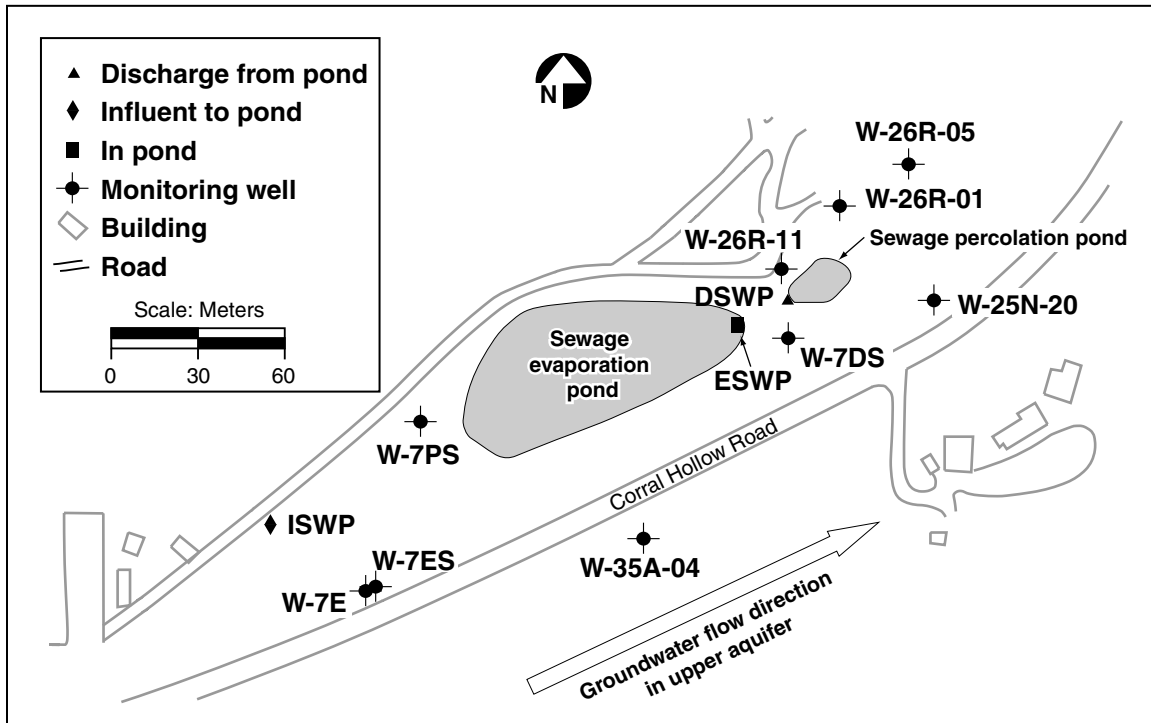 Discharge from pond
Influent to pond
In pond
Monitoring well
Building
Road
Scale: Meters
0 30 60
N
W-26R-05
W-26R-01
W-26R-11
Sewage percolation pond
DSWP
W-25N-20
Sewage
evaporation
pond
ESWP
W-7DS
W-7PS
Corral Hollow Road
ISWP
W-7ES
W-7E
W-35A-04
Groundwater flow direction
in upper aquifer